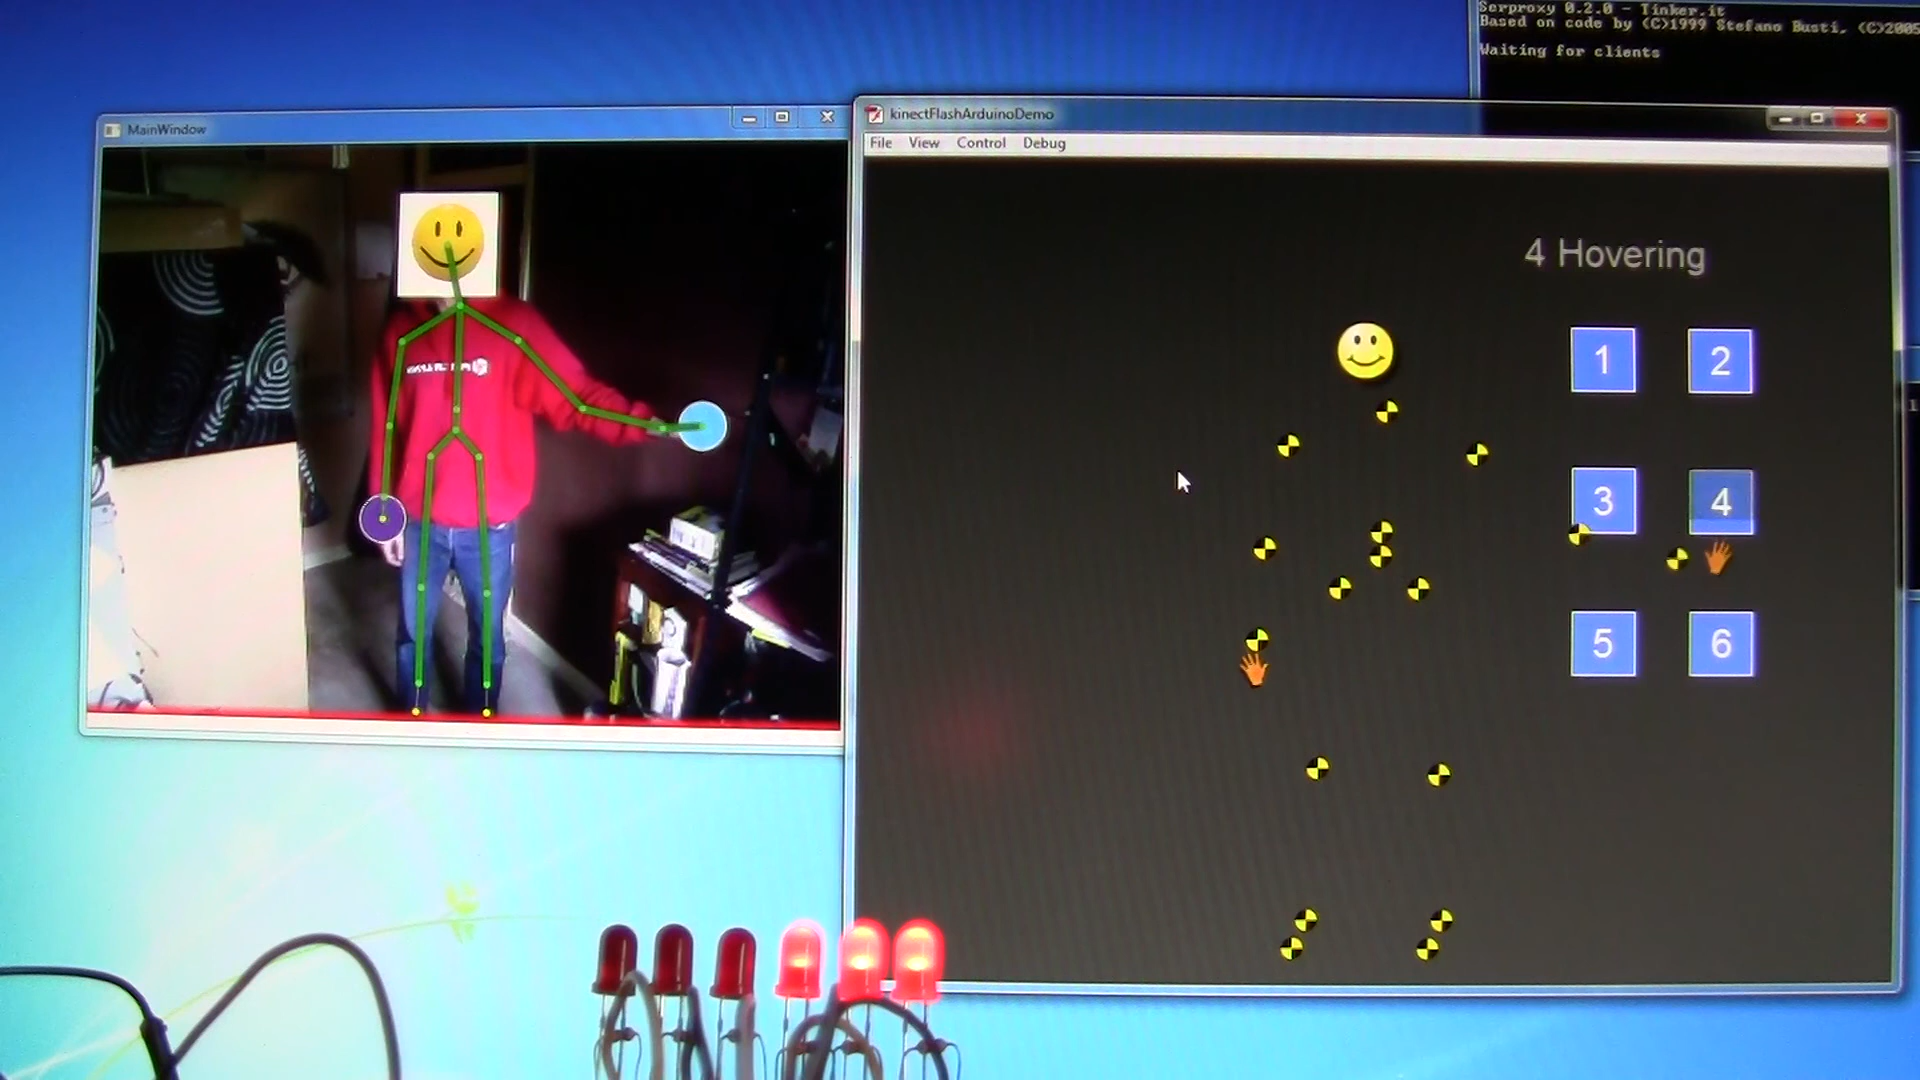 Serproxy 0.2.0 - Tinker.it
Based on code by (C)1999 Stefano Busti, (C)2005
Waiting for clients
MainWindow
kinectFlashArduinoDemo
File View Control Debug
4 Hovering
1 2
3 4
5 6